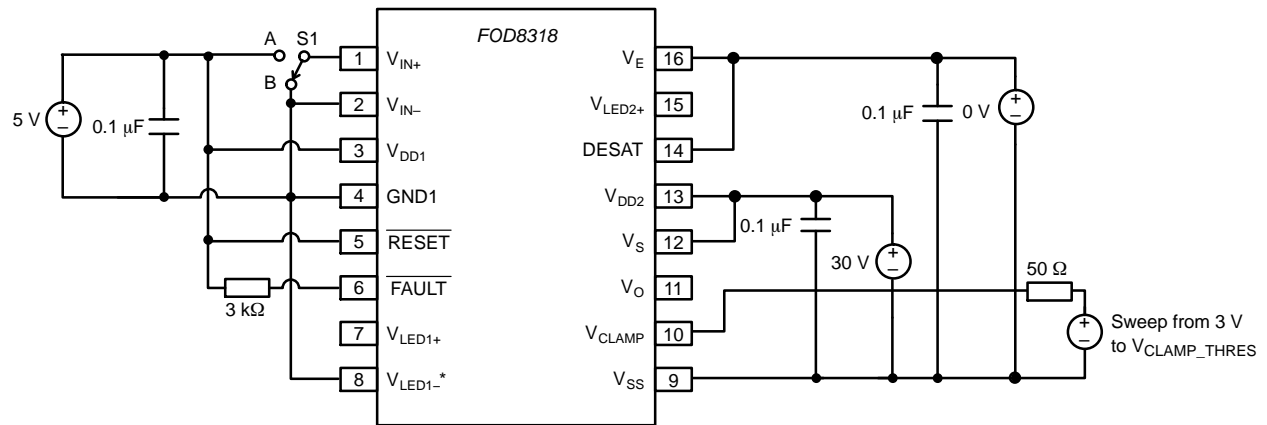 FOD8318
A
S1
B
5 V
0.1 μF
3 kΩ
1
2
3
4
5
6
7
8
V_IN+
V_IN–
V_DD1
GND1
RESET
FAULT
V_LED1+
V_LED1–*
V_E
V_LED2+
DESAT
V_DD2
V_S
V_O
V_CLAMP
V_SS
16
15
14
13
12
11
10
9
0.1 μF
0 V
0.1 μF
30 V
50 Ω
Sweep from 3 V
to V_CLAMP_THRES